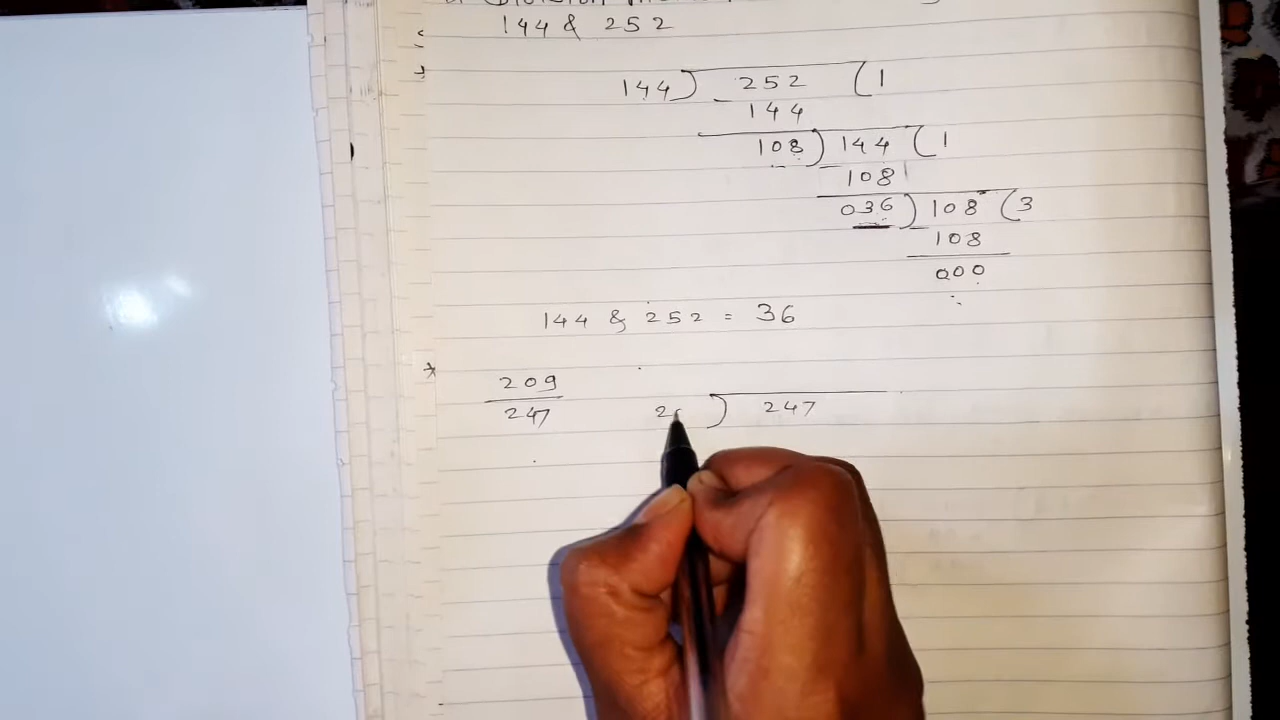 144 & 252
144) 252 (1
144
108) 144 (1
108
036) 108 (3
108
000
144 & 252 = 36
209
247
2 ) 247